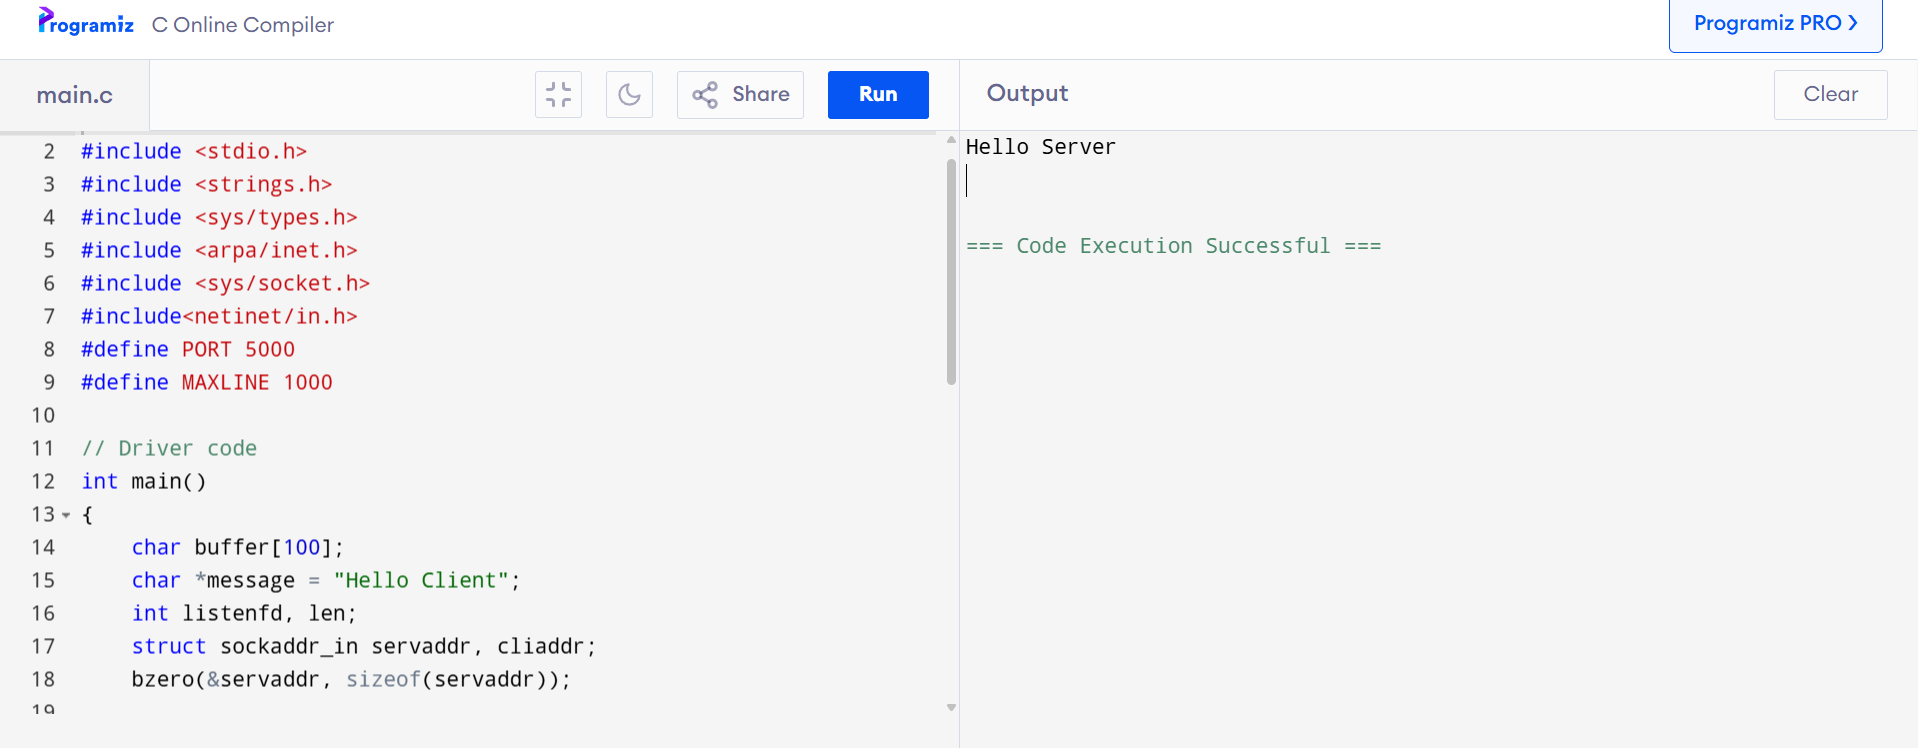 Programiz C Online Compiler
Programiz PRO
main.c
Share
Run
Output
Clear
2 #include <stdio.h>
3 #include <strings.h>
4 #include <sys/types.h>
5 #include <arpa/inet.h>
6 #include <sys/socket.h>
7 #include<netinet/in.h>
8 #define PORT 5000
9 #define MAXLINE 1000
10
11 // Driver code
12 int main()
13 {
14 char buffer[100];
15 char *message = "Hello Client";
16 int listenfd, len;
17 struct sockaddr_in servaddr, cliaddr;
18 bzero(&servaddr, sizeof(servaddr));
19
Hello Server
=== Code Execution Successful ===